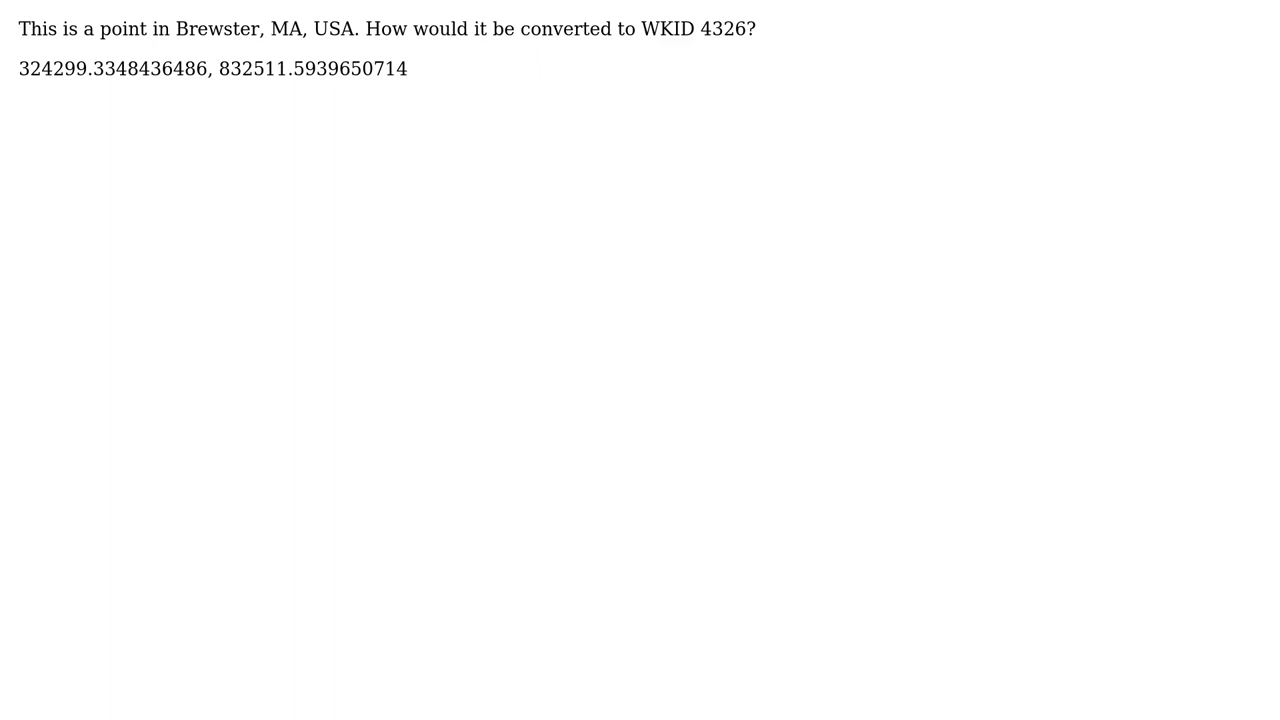 This is a point in Brewster, MA, USA. How would it be converted to WKID 4326?
324299.3348436486, 832511.5939650714